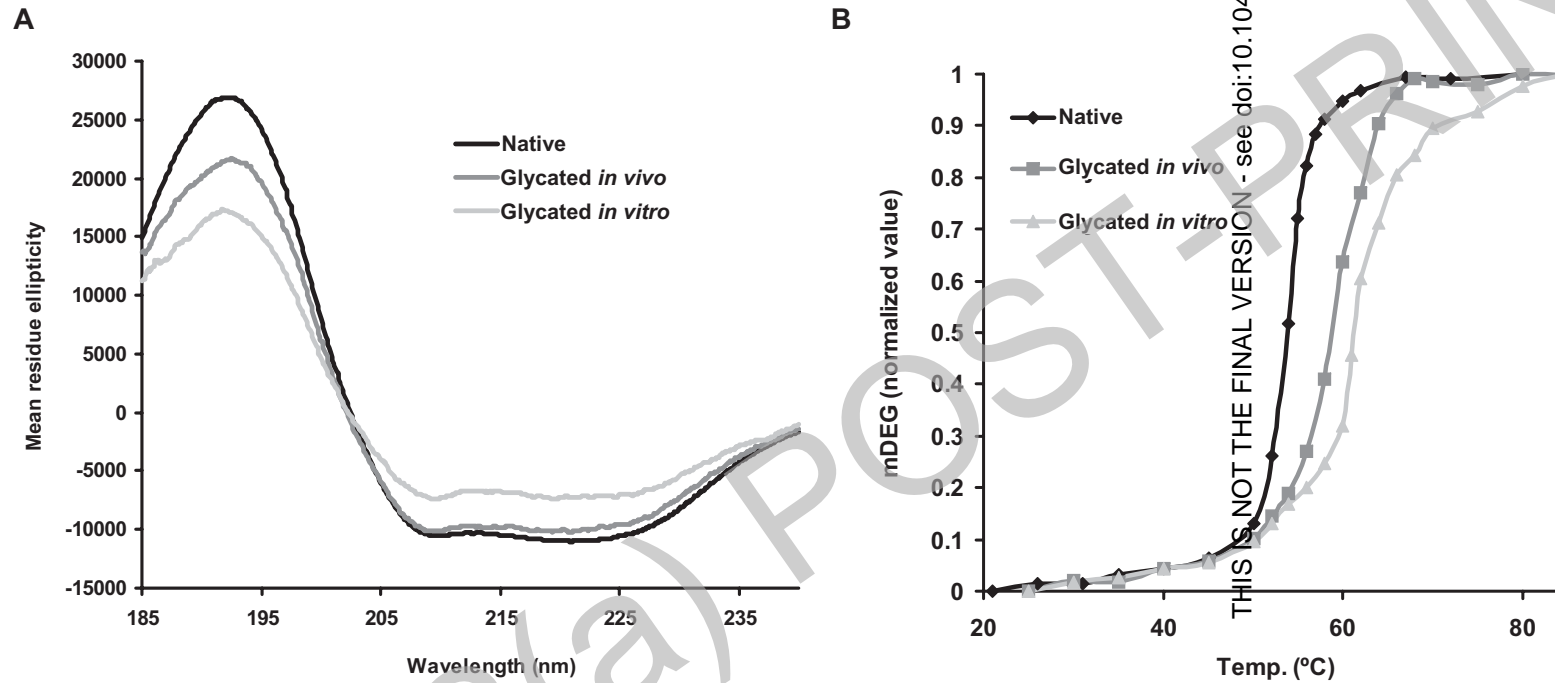 A
30000
25000
20000
15000
10000
5000
0
-5000
-10000
-15000
185
195
205
215
225
235
Mean residue ellipticity
Wavelength (nm)
Native
Glycated in vivo
Glycated in vitro
B
1
0.9
0.8
0.7
0.6
0.5
0.4
0.3
0.2
0.1
0
20
40
60
80
mDEG (normalized value)
Temp. (ºC)
Native
Glycated in vivo
Glycated in vitro
THIS IS NOT THE FINAL VERSION - see doi:10.104
(a) POST-PRIN